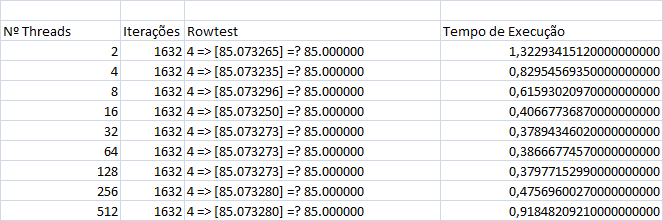 Nº Threads Iterações Rowtest Tempo de Execução
2 1632 4 => [85.073265] =? 85.000000 1,32293415120000000000
4 1632 4 => [85.073235] =? 85.000000 0,82954569350000000000
8 1632 4 => [85.073296] =? 85.000000 0,61593020970000000000
16 1632 4 => [85.073250] =? 85.000000 0,40667736870000000000
32 1632 4 => [85.073273] =? 85.000000 0,37894346020000000000
64 1632 4 => [85.073273] =? 85.000000 0,38666774570000000000
128 1632 4 => [85.073273] =? 85.000000 0,37977152990000000000
256 1632 4 => [85.073280] =? 85.000000 0,47569600270000000000
512 1632 4 => [85.073280] =? 85.000000 0,91848209210000000000